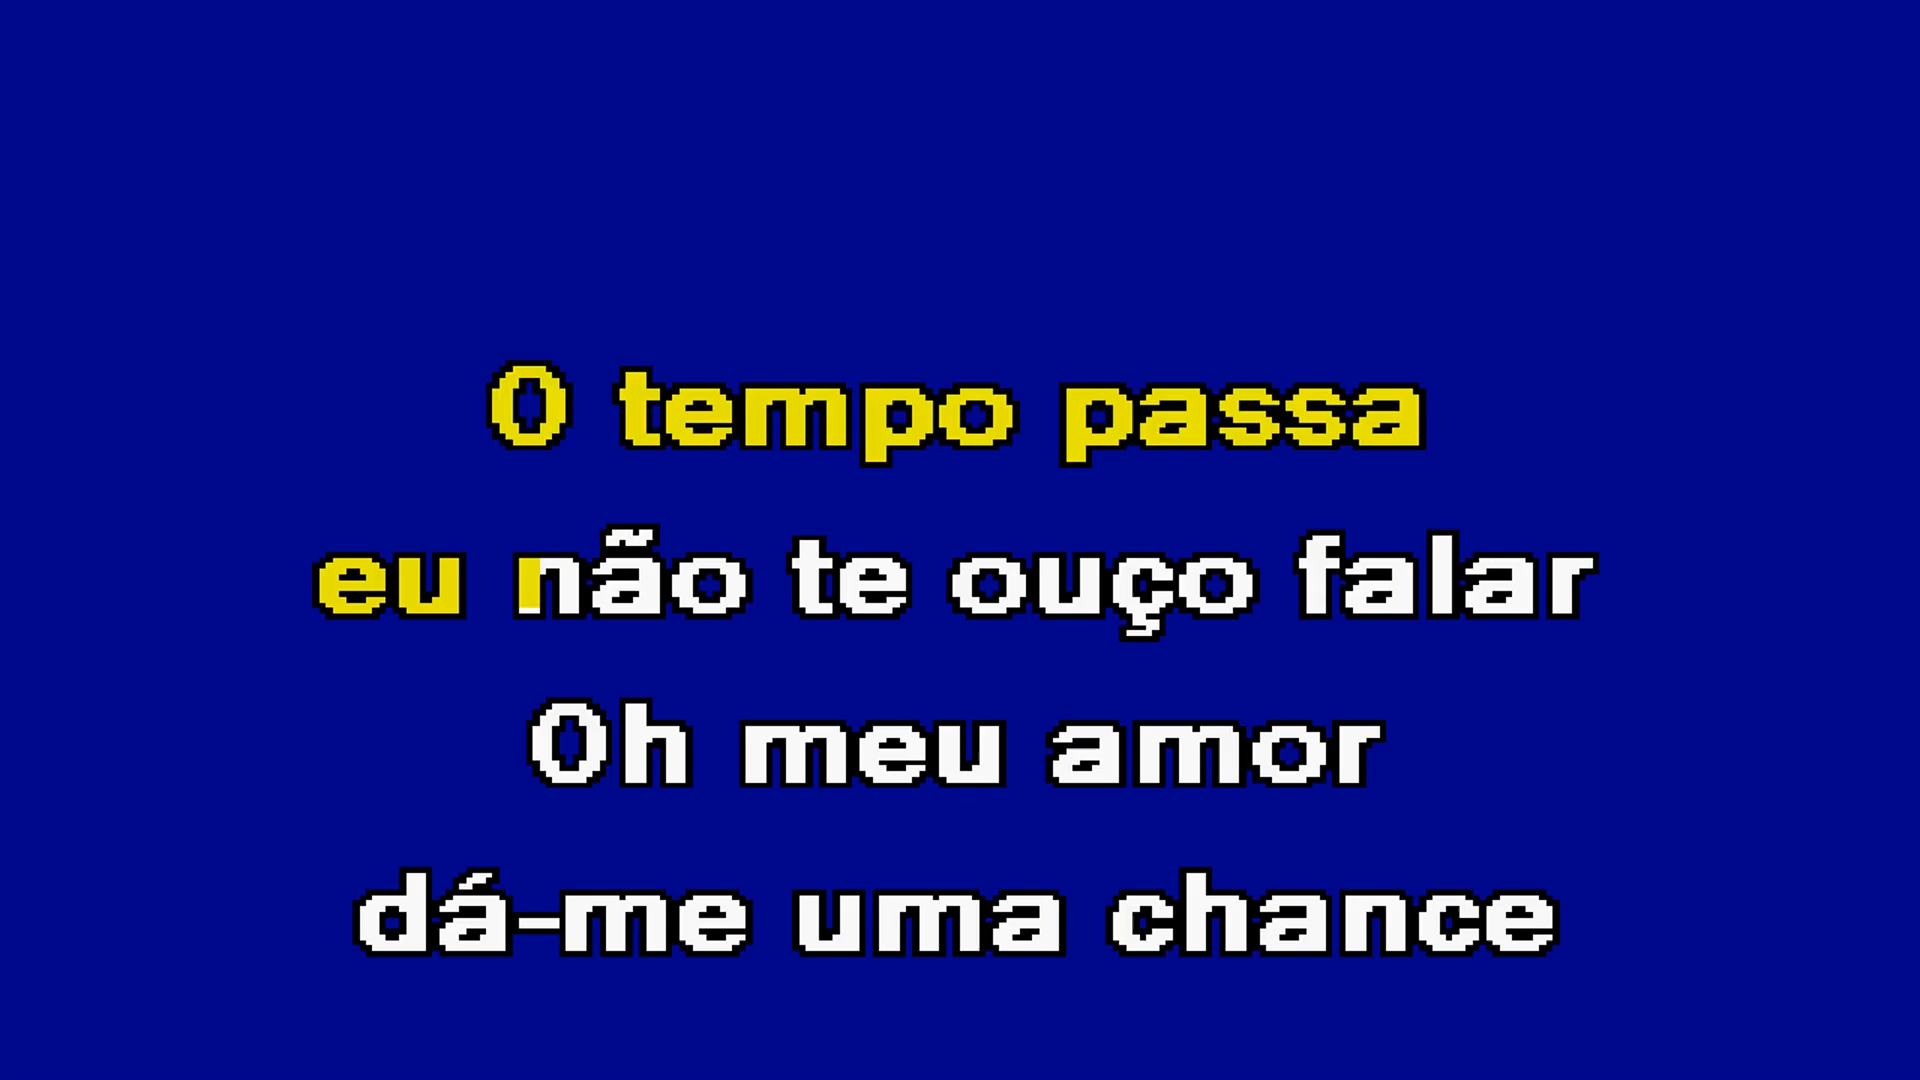 O tempo passa
eu não te ouço falar
Oh meu amor
dá-me uma chance